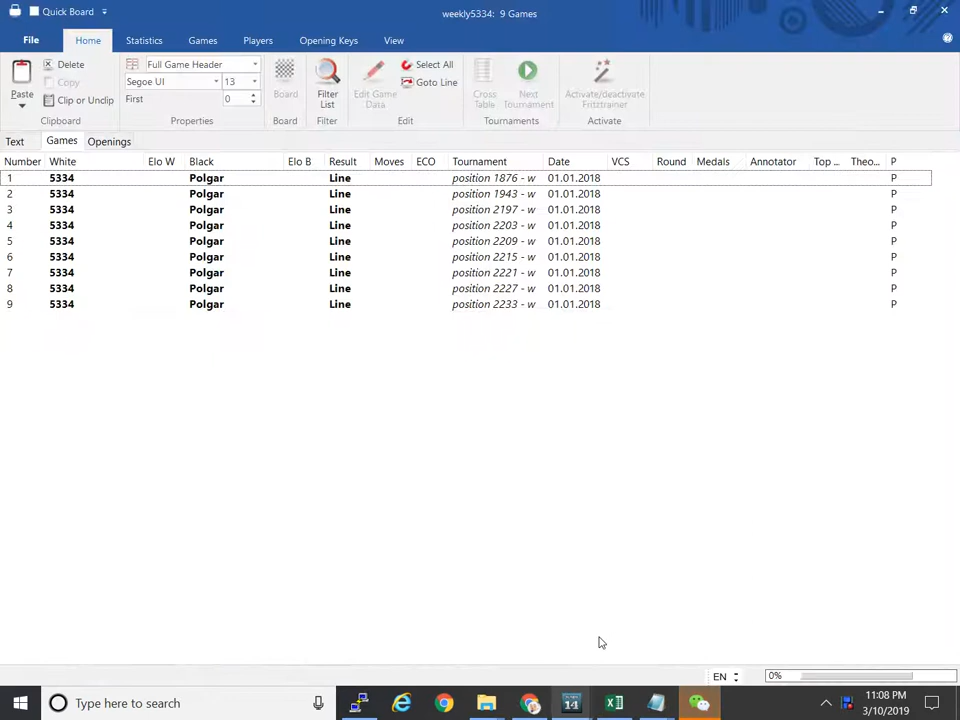 Quick Board
weekly5334: 9 Games
File Home Statistics Games Players Opening Keys View
Paste
Delete
Copy
Clip or Unclip
Clipboard
Full Game Header
Segoe UI 13
First 0
Properties
Board
Board
Filter List
Filter
Edit Game Data
Select All
Goto Line
Edit
Cross Table
Next Tournament
Tournaments
Activate/deactivate Fritztrainer
Activate
Text Games Openings
Number White Elo W Black Elo B Result Moves ECO Tournament Date VCS Round Medals Annotator Top ... Theo... P
1 5334 Polgar Line position 1876 - w 01.01.2018 P
2 5334 Polgar Line position 1943 - w 01.01.2018 P
3 5334 Polgar Line position 2197 - w 01.01.2018 P
4 5334 Polgar Line position 2203 - w 01.01.2018 P
5 5334 Polgar Line position 2209 - w 01.01.2018 P
6 5334 Polgar Line position 2215 - w 01.01.2018 P
7 5334 Polgar Line position 2221 - w 01.01.2018 P
8 5334 Polgar Line position 2227 - w 01.01.2018 P
9 5334 Polgar Line position 2233 - w 01.01.2018 P
EN 0%
Type here to search
14
11:08 PM
3/10/2019